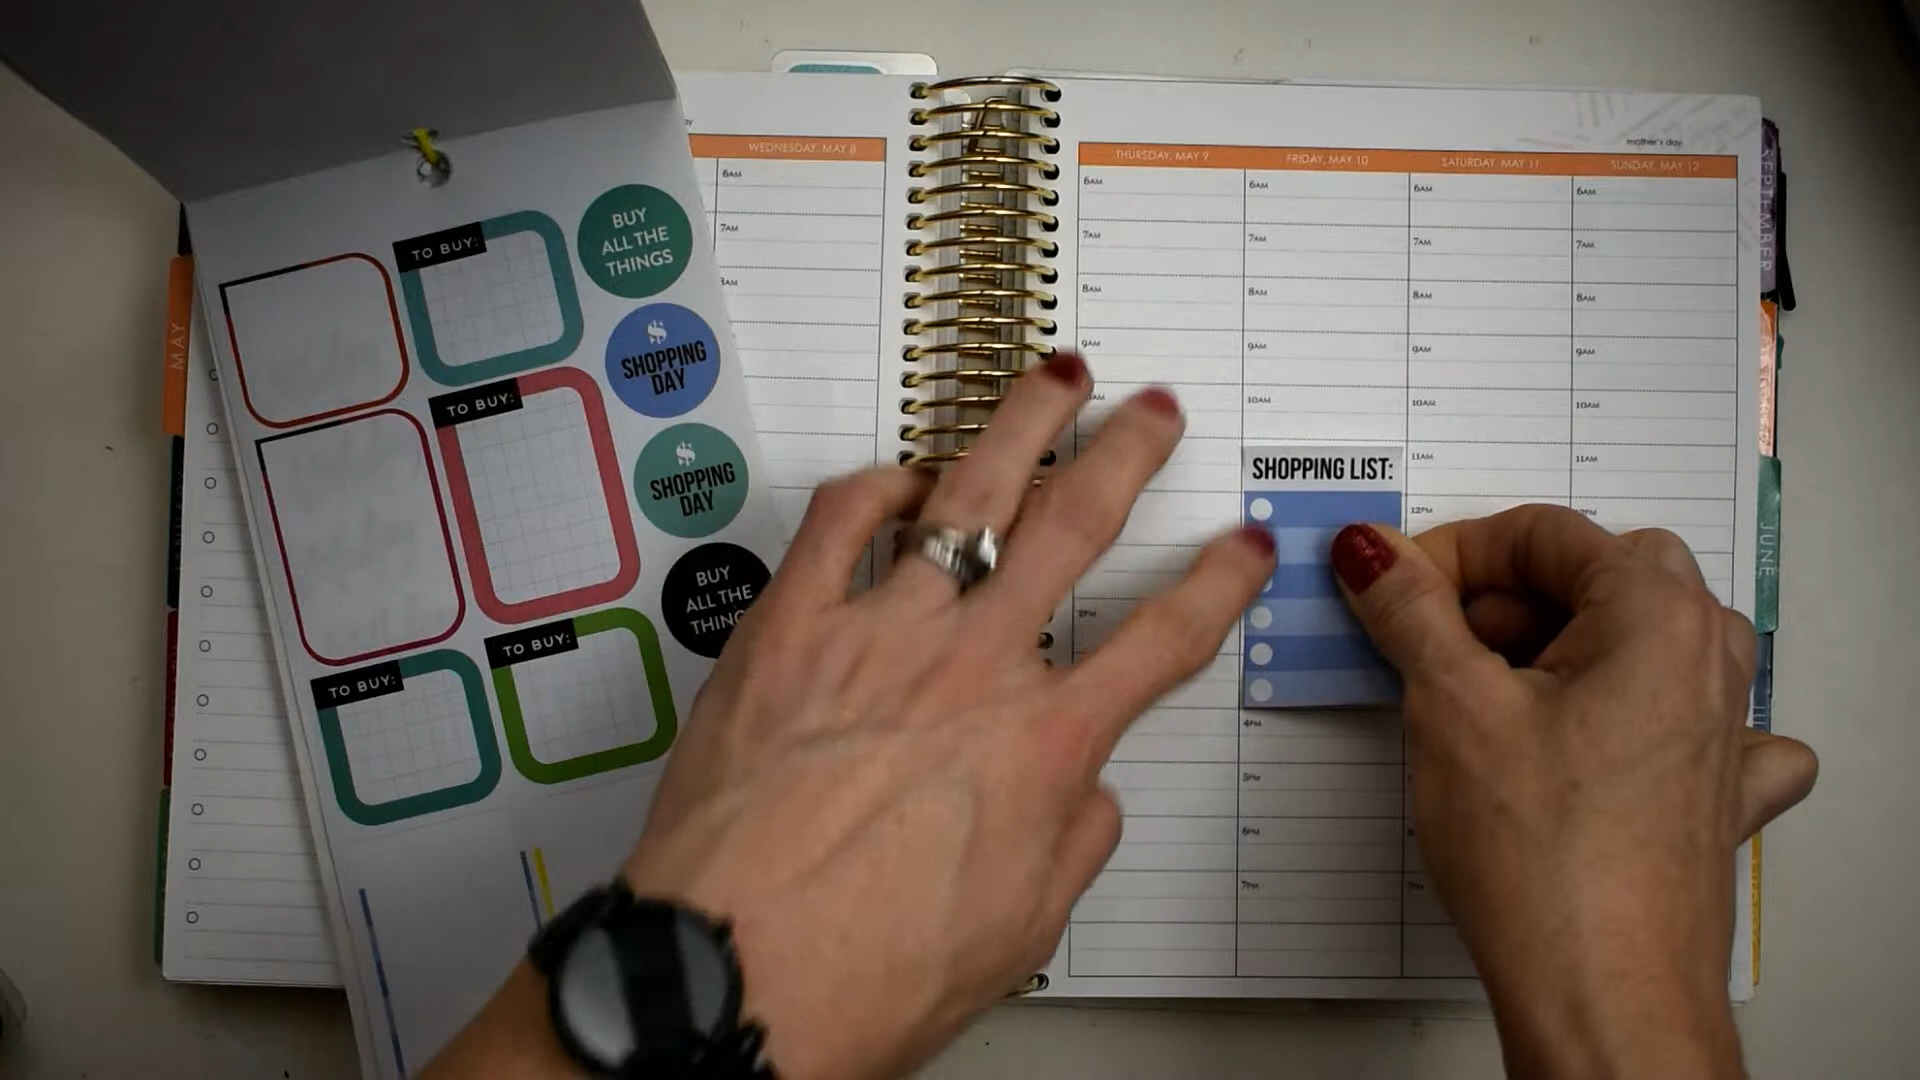 TO BUY:
BUY
ALL THE
THINGS
TO BUY:
$
SHOPPING
DAY
$
SHOPPING
DAY
BUY
ALL THE
TO BUY:
TO BUY:
MAY
WEDNESDAY, MAY 8
6AM
7AM
mother's day
THURSDAY, MAY 9
FRIDAY, MAY 10
SATURDAY, MAY 11
SUNDAY, MAY 12
6AM
6AM
6AM
6AM
7AM
7AM
7AM
7AM
8AM
8AM
8AM
8AM
9AM
9AM
9AM
9AM
10AM
10AM
10AM
11AM
11AM
SHOPPING LIST:
12PM
2PM
4PM
5PM
6PM
7PM
7PM
SEPTEMBER
JUNE